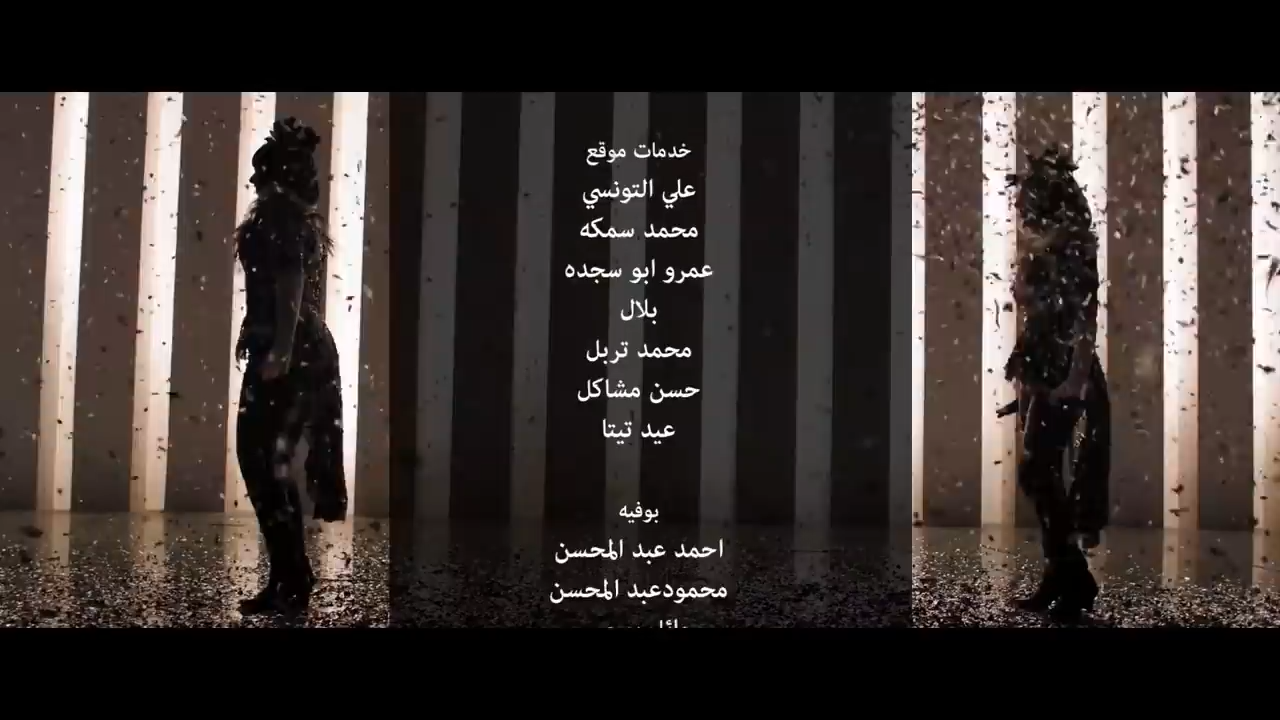 خدمات موقع
علي التونسي
محمد سمكه
عمرو ابو سجده
بلال
محمد تربل
حسن مشاكل
عيد تيتا
بوفيه
احمد عبد المحسن
محمودعبد المحسن